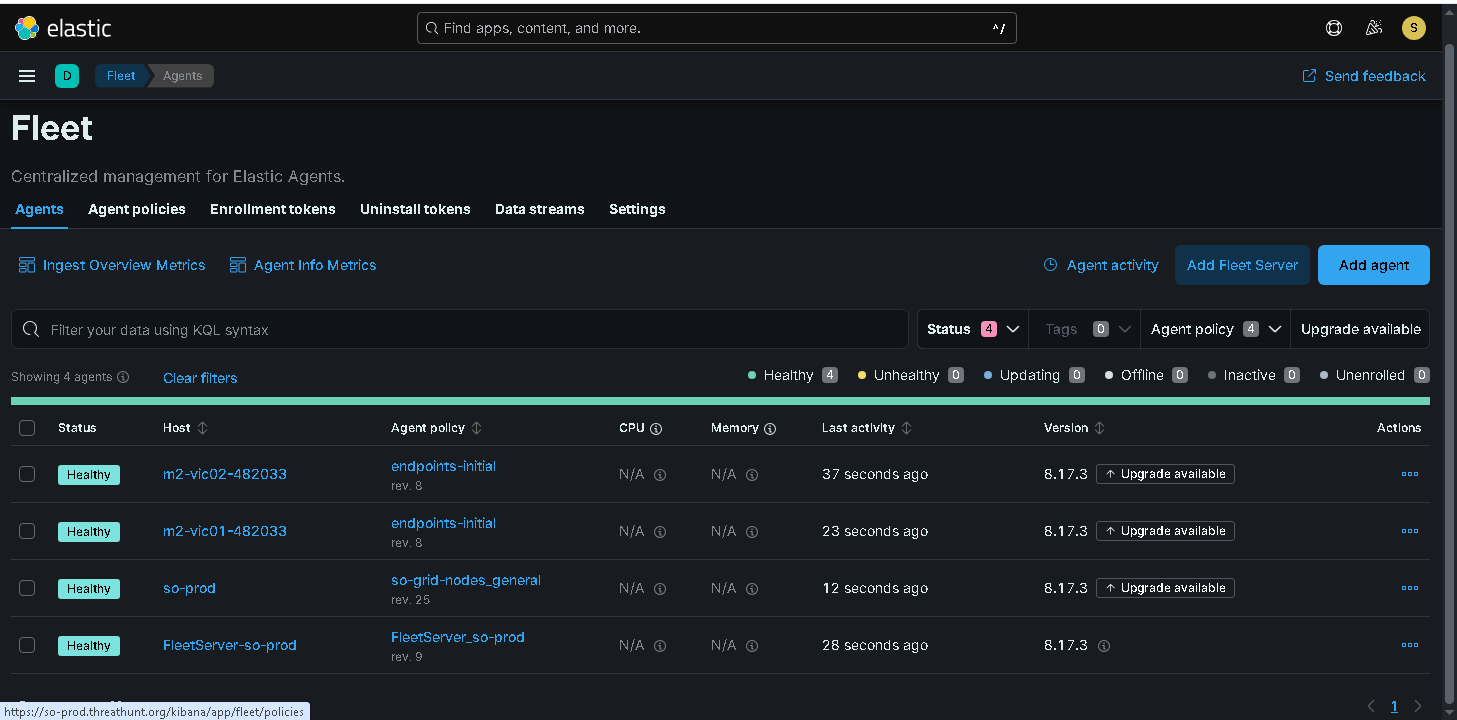 elastic
Find apps, content, and more. ^/
S
D Fleet Agents Send feedback
Fleet
Centralized management for Elastic Agents.
Agents Agent policies Enrollment tokens Uninstall tokens Data streams Settings
Ingest Overview Metrics Agent Info Metrics Agent activity Add Fleet Server Add agent
Filter your data using KQL syntax Status 4 Tags 0 Agent policy 4 Upgrade available
Showing 4 agents Clear filters Healthy 4 Unhealthy 0 Updating 0 Offline 0 Inactive 0 Unenrolled 0
Status Host Agent policy CPU Memory Last activity Version Actions
Healthy m2-vic02-482033 endpoints-initial N/A N/A 37 seconds ago 8.17.3 Upgrade available
rev. 8
Healthy m2-vic01-482033 endpoints-initial N/A N/A 23 seconds ago 8.17.3 Upgrade available
rev. 8
Healthy so-prod so-grid-nodes_general N/A N/A 12 seconds ago 8.17.3 Upgrade available
rev. 25
Healthy FleetServer-so-prod FleetServer_so-prod N/A N/A 28 seconds ago 8.17.3
rev. 9
1
https://so-prod.threathunt.org/kibana/app/fleet/policies